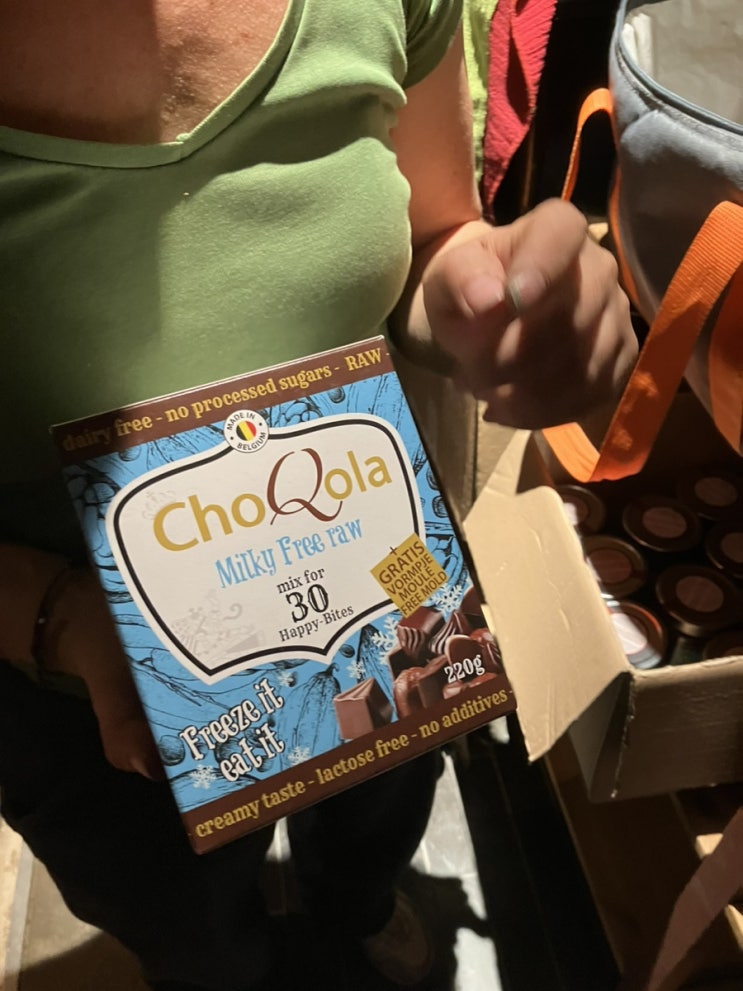 dairy free - no processed sugars - RAW -
MADE IN
BELGIUM
ChoQola
Milky Free raw
mix for
30
Happy-Bites
+
GRATIS
VORMPJE
MOULE
FREE MOLD
220g
Freeze it
eat it
creamy taste - lactose free - no additives -